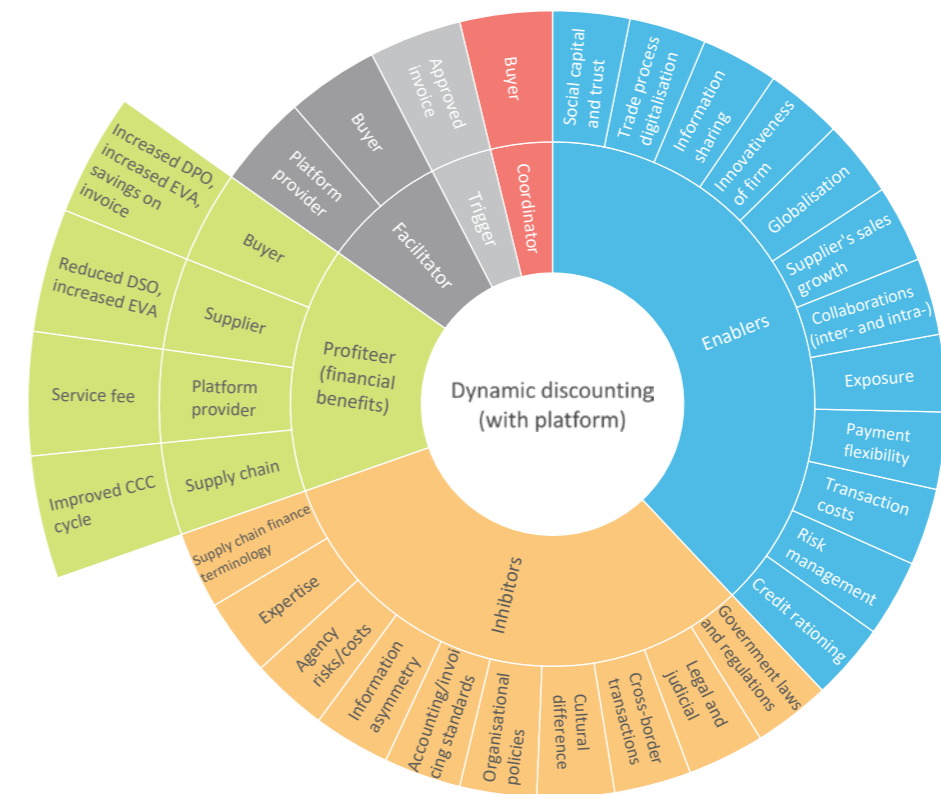 Dynamic discounting
(with platform)
Enablers
Social capital
and trust
Trade process
digitalisation
Information
sharing
Innovativeness
of firm
Globalisation
Supplier's sales
growth
Collaborations
(inter- and intra-)
Exposure
Payment
flexibility
Transaction
costs
Risk
management
Credit rationing
Inhibitors
Government laws
and regulations
Legal and
judicial
Cross-border
transactions
Cultural
difference
Organisational
policies
Accounting/invoi
cing standards
Information
asymmetry
Agency
risks/costs
Expertise
Supply chain finance
terminology
Profiteer
(financial
benefits)
Supply chain
Improved CCC
cycle
Platform
provider
Service fee
Supplier
Reduced DSO,
increased EVA
Buyer
Increased DPO,
increased EVA,
savings on
invoice
Facilitator
Platform
provider
Buyer
Trigger
Approved
invoice
Coordinator
Buyer